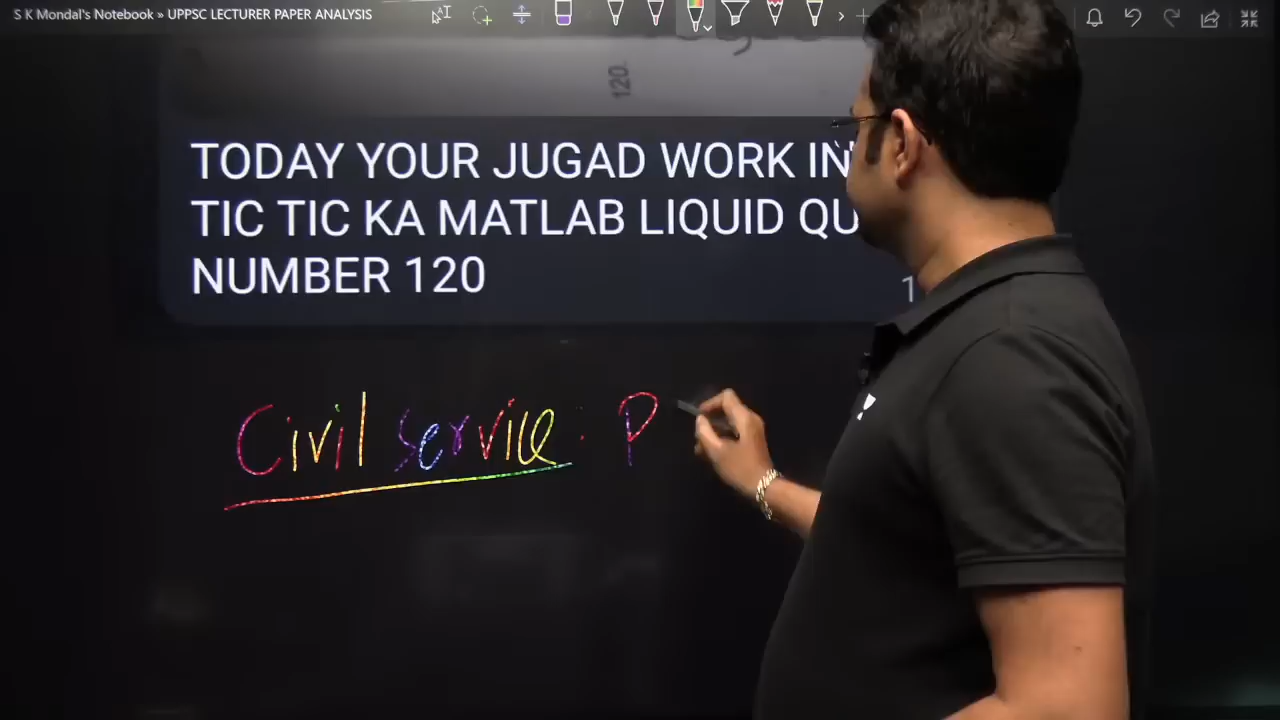 S K Mondal's Notebook » UPPSC LECTURER PAPER ANALYSIS
120.
TODAY YOUR JUGAD WORK IN
TIC TIC KA MATLAB LIQUID QU
NUMBER 120
1
Civil service: P